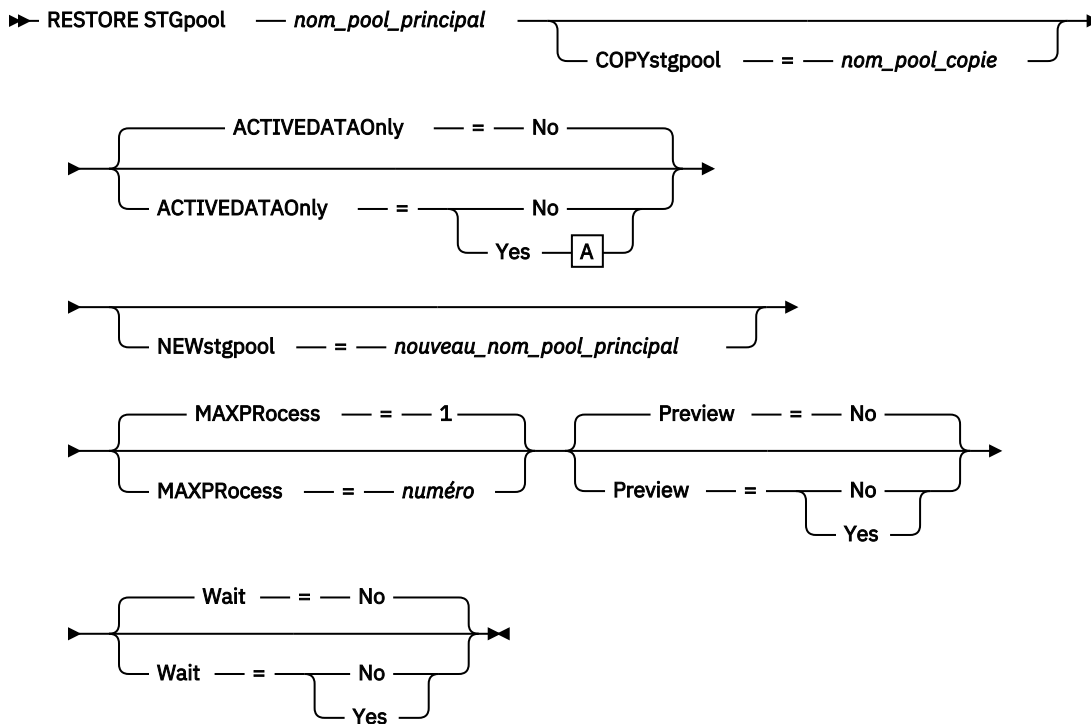 RESTORE STGpool — nom_pool_principal
COPYstgpool — = — nom_pool_copie
ACTIVEDATAOnly — = — No
ACTIVEDATAOnly — = — No
Yes — A
NEWstgpool — = — nouveau_nom_pool_principal
MAXPRocess — = — 1
Preview — = — No
MAXPRocess — = — numéro
Preview — = — No
Yes
Wait — = — No
Wait — = — No
Yes